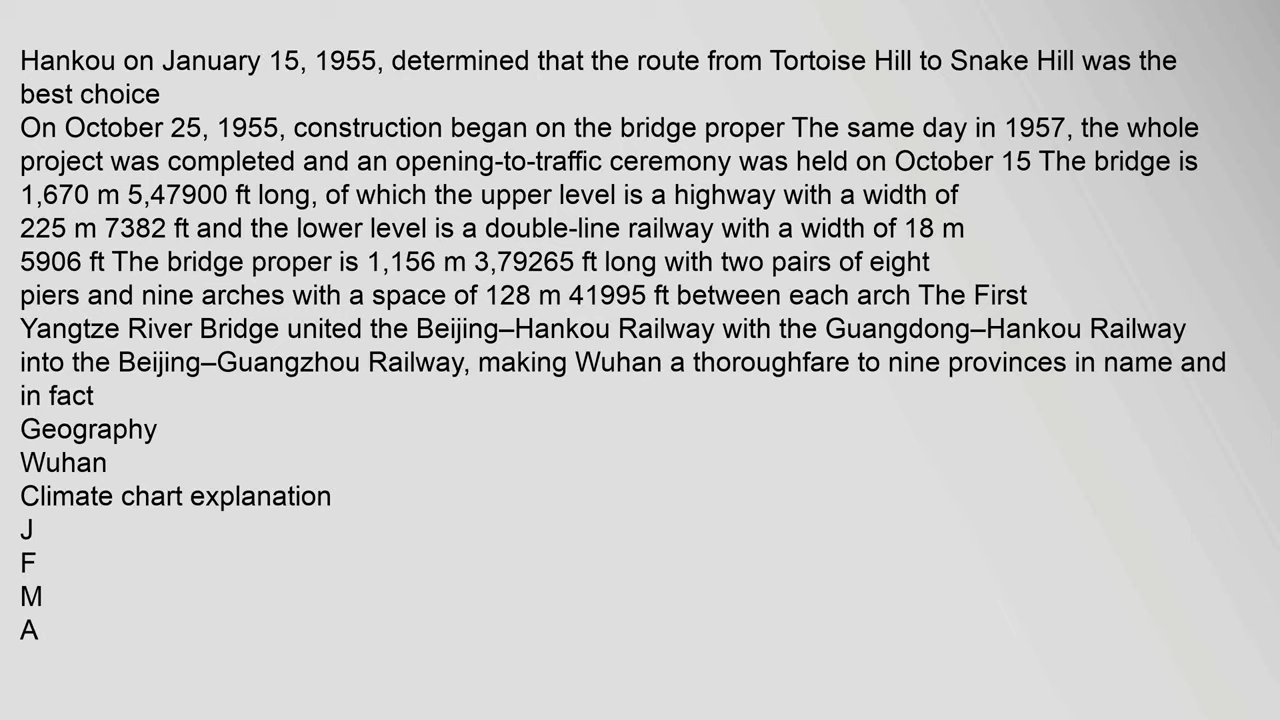 Hankou on January 15, 1955, determined that the route from Tortoise Hill to Snake Hill was the
best choice
On October 25, 1955, construction began on the bridge proper The same day in 1957, the whole
project was completed and an opening-to-traffic ceremony was held on October 15 The bridge is
1,670 m 5,47900 ft long, of which the upper level is a highway with a width of
225 m 7382 ft and the lower level is a double-line railway with a width of 18 m
5906 ft The bridge proper is 1,156 m 3,79265 ft long with two pairs of eight
piers and nine arches with a space of 128 m 41995 ft between each arch The First
Yangtze River Bridge united the Beijing–Hankou Railway with the Guangdong–Hankou Railway
into the Beijing–Guangzhou Railway, making Wuhan a thoroughfare to nine provinces in name and
in fact
Geography
Wuhan
Climate chart explanation
J
F
M
A